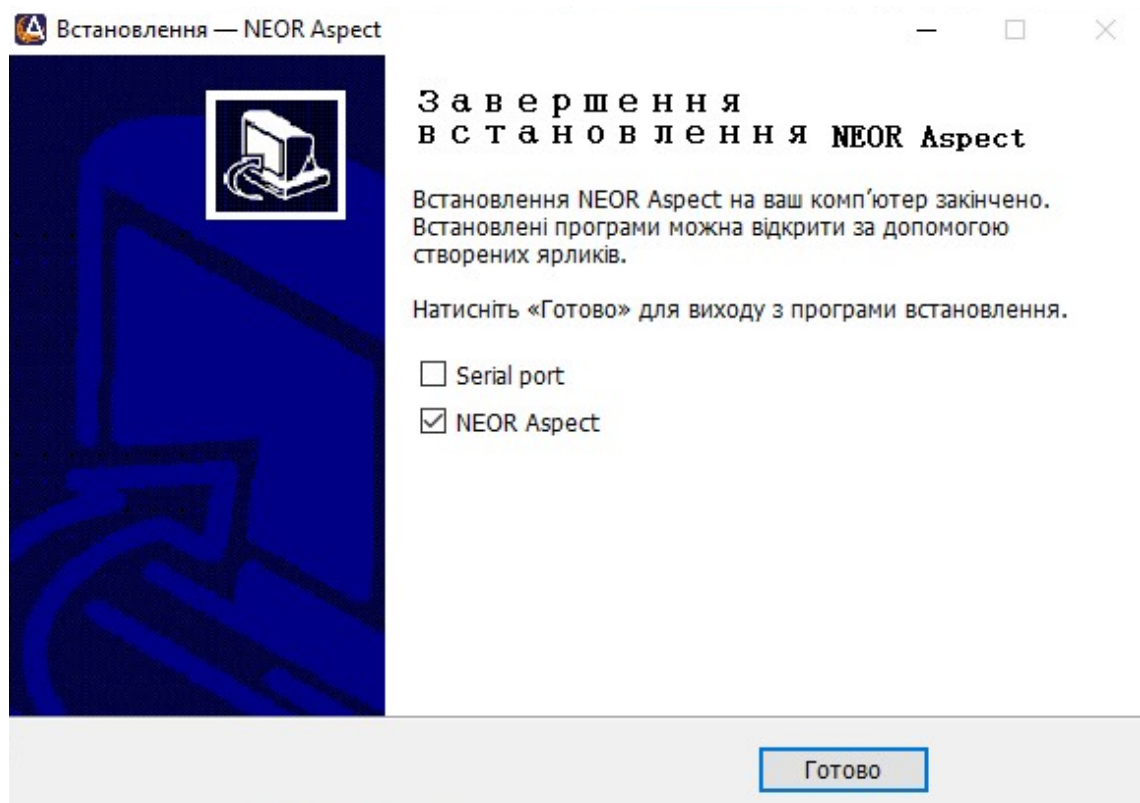 Встановлення — NEOR Aspect
Завершення
встановлення NEOR Aspect
Встановлення NEOR Aspect на ваш комп’ютер закінчено.
Встановлені програми можна відкрити за допомогою
створених ярликів.
Натисніть «Готово» для виходу з програми встановлення.
Serial port
NEOR Aspect
Готово